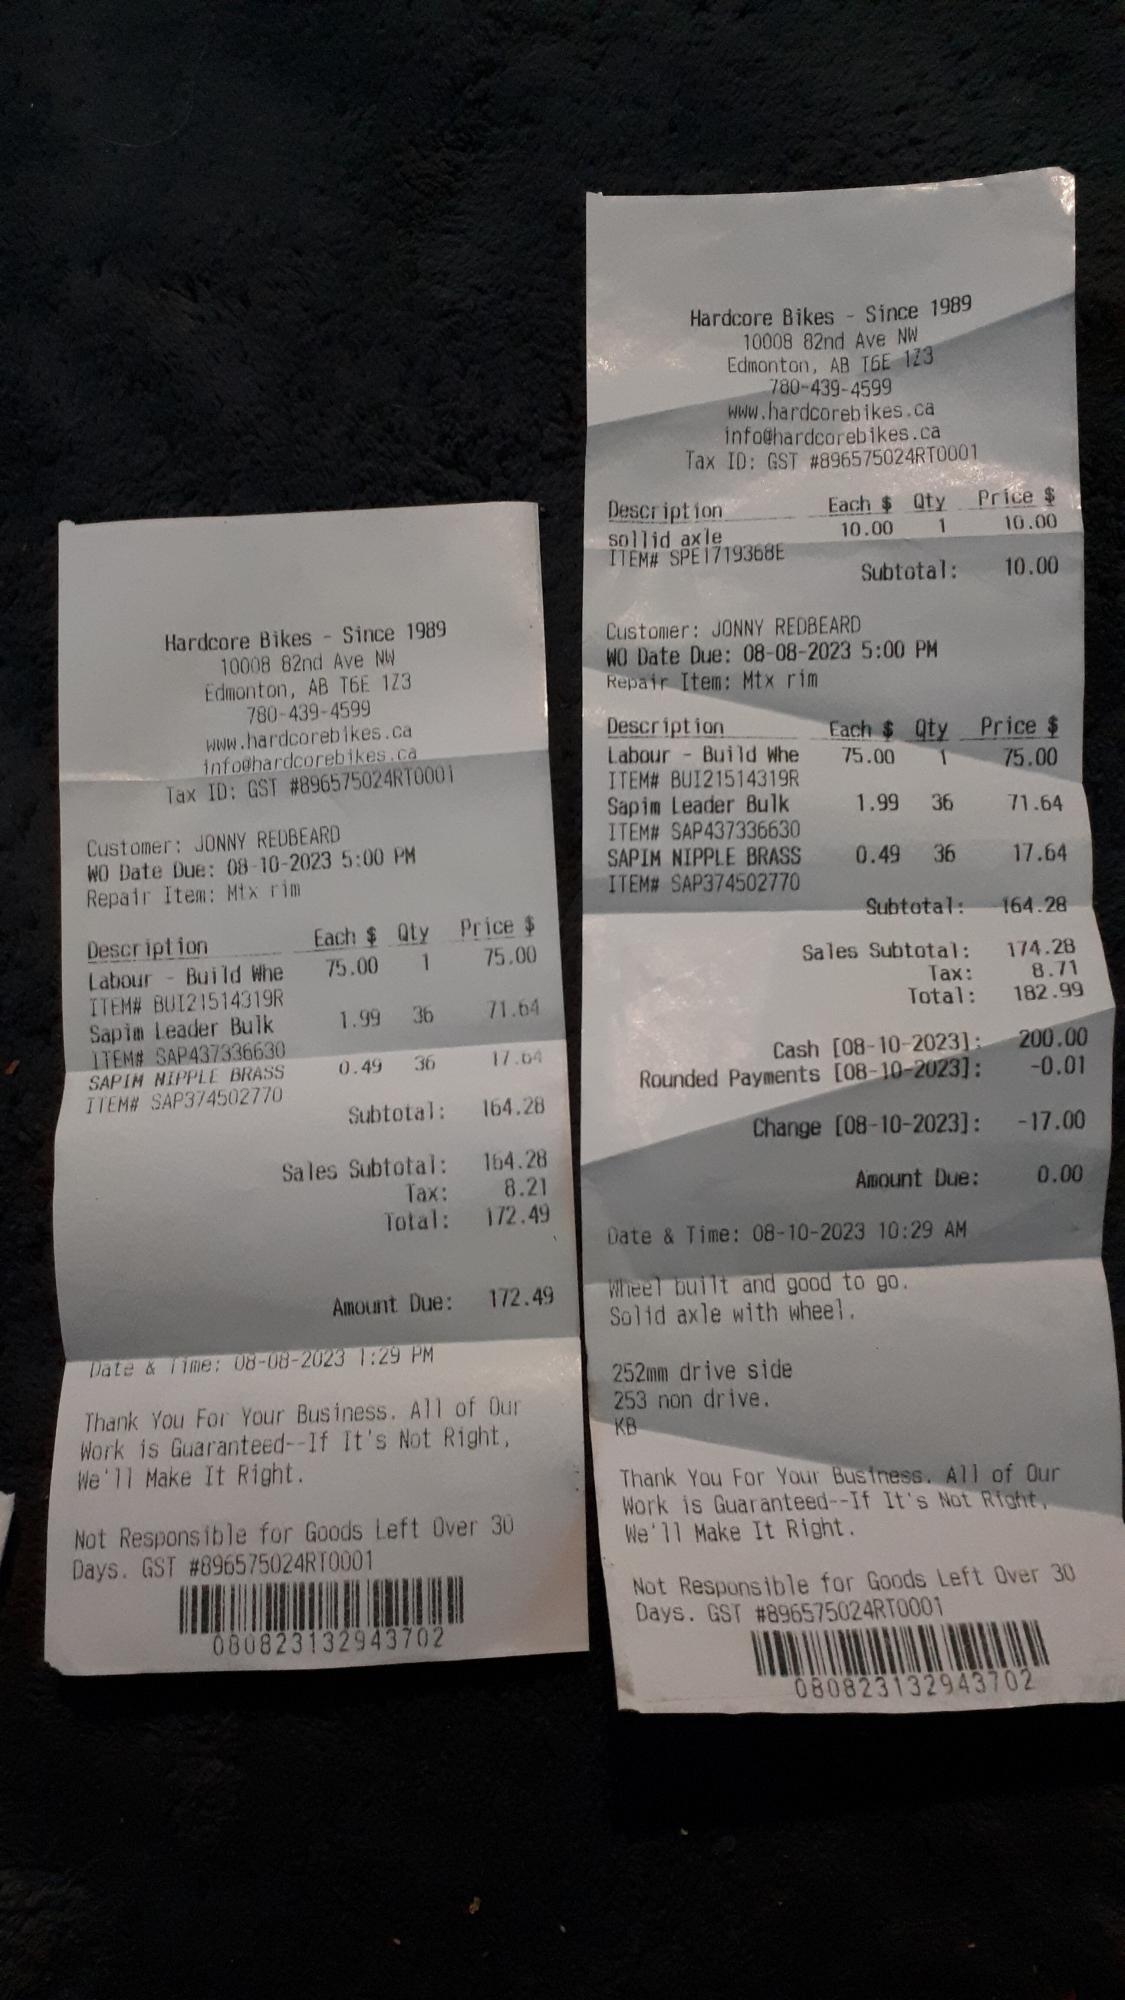 Hardcore Bikes - Since 1989
10008 82nd Ave NW
Edmonton, AB T6E 1Z3
780-439-4599
www.hardcorebikes.ca
info@hardcorebikes.ca
Tax ID: GST #896575024RT0001
Customer: JONNY REDBEARD
WO Date Due: 08-10-2023 5:00 PM
Repair Item: Mtx rim
Description Each $ Qty Price $
Labour - Build Whe 75.00 1 75.00
ITEM# BUI21514319R
Sapim Leader Bulk 1.99 36 71.64
ITEM# SAP437336630
SAPIM NIPPLE BRASS 0.49 36 17.64
ITEM# SAP374502770
Subtotal: 164.28
Sales Subtotal: 164.28
Tax: 8.21
Total: 172.49
Amount Due: 172.49
Date & Time: 08-08-2023 1:29 PM
Thank You For Your Business. All of Our
Work is Guaranteed--If It's Not Right,
We'll Make It Right.
Not Responsible for Goods Left Over 30
Days. GST #896575024RT0001
080823132943702
Hardcore Bikes - Since 1989
10008 82nd Ave NW
Edmonton, AB T6E 1Z3
780-439-4599
www.hardcorebikes.ca
info@hardcorebikes.ca
Tax ID: GST #896575024RT0001
Description Each $ Qty Price $
sollid axle 10.00 1 10.00
ITEM# SPE1719368E
Subtotal: 10.00
Customer: JONNY REDBEARD
WO Date Due: 08-08-2023 5:00 PM
Repair Item: Mtx rim
Description Each $ Qty Price $
Labour - Build Whe 75.00 1 75.00
ITEM# BUI21514319R
Sapim Leader Bulk 1.99 36 71.64
ITEM# SAP437336630
SAPIM NIPPLE BRASS 0.49 36 17.64
ITEM# SAP374502770
Subtotal: 164.28
Sales Subtotal: 174.28
Tax: 8.71
Total: 182.99
Cash [08-10-2023]: 200.00
Rounded Payments [08-10-2023]: -0.01
Change [08-10-2023]: -17.00
Amount Due: 0.00
Date & Time: 08-10-2023 10:29 AM
Wheel built and good to go.
Solid axle with wheel.
252mm drive side
253 non drive.
KB
Thank You For Your Business. All of Our
Work is Guaranteed--If It's Not Right,
We'll Make It Right.
Not Responsible for Goods Left Over 30
Days. GST #896575024RT0001
080823132943702